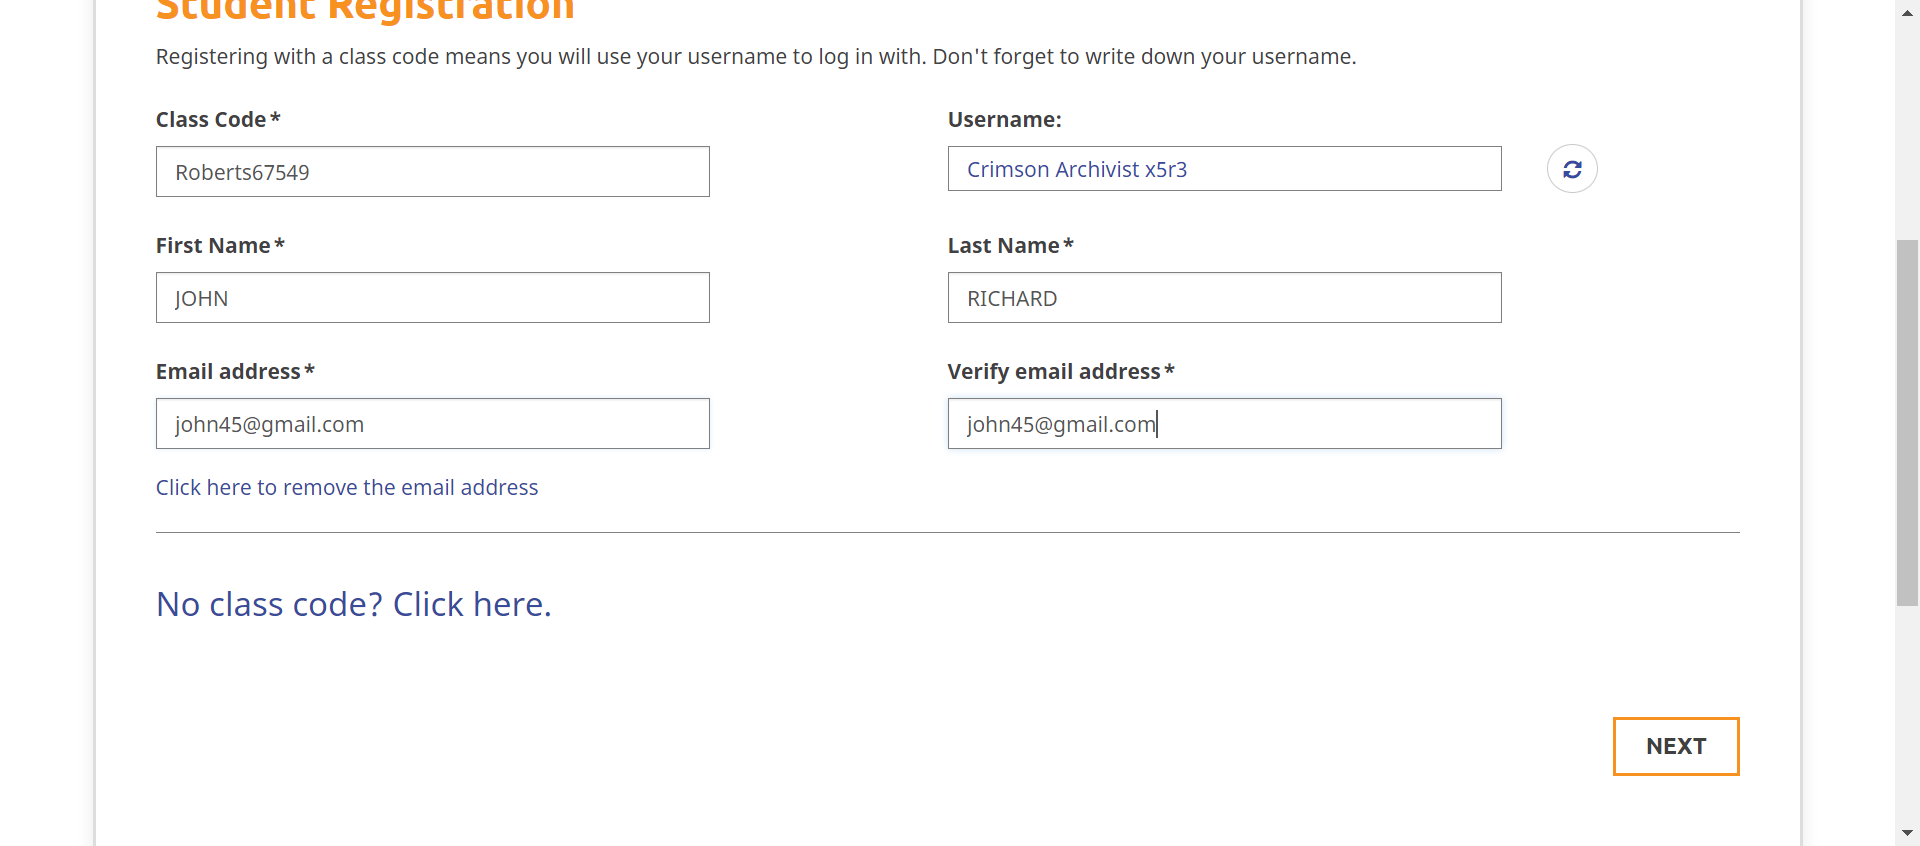 Student Registration
Registering with a class code means you will use your username to log in with. Don't forget to write down your username.
Class Code*
Username:
Roberts67549
Crimson Archivist x5r3
First Name*
Last Name*
JOHN
RICHARD
Email address*
Verify email address*
john45@gmail.com
john45@gmail.com
Click here to remove the email address
No class code? Click here.
NEXT